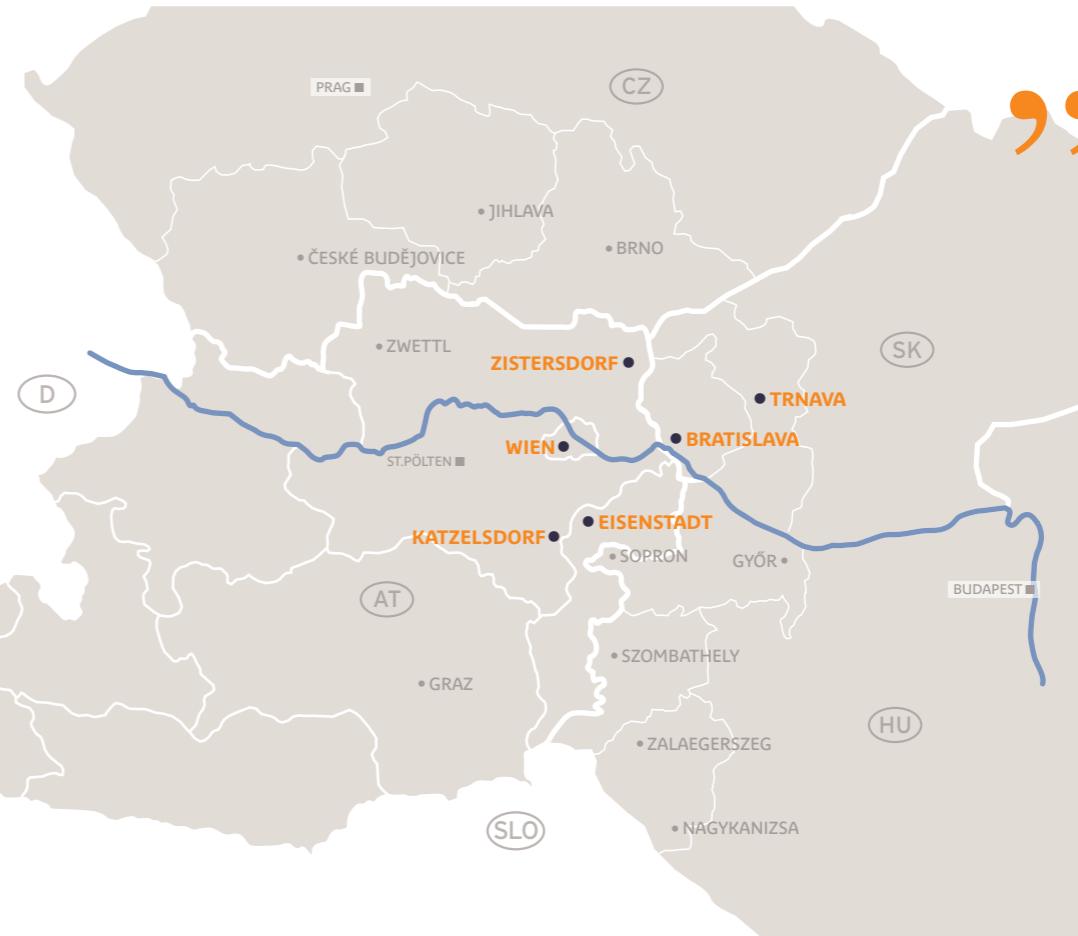 PRAG
CZ
„
JIHLAVA
BRNO
ČESKÉ BUDĚJOVICE
ZWETTL
SK
ZISTERSDORF
D
TRNAVA
WIEN
BRATISLAVA
ST.PÖLTEN
EISENSTADT
KATZELSDORF
SOPRON
GYŐR
BUDAPEST
AT
SZOMBATHELY
GRAZ
HU
ZALAEGERSZEG
SLO
NAGYKANIZSA